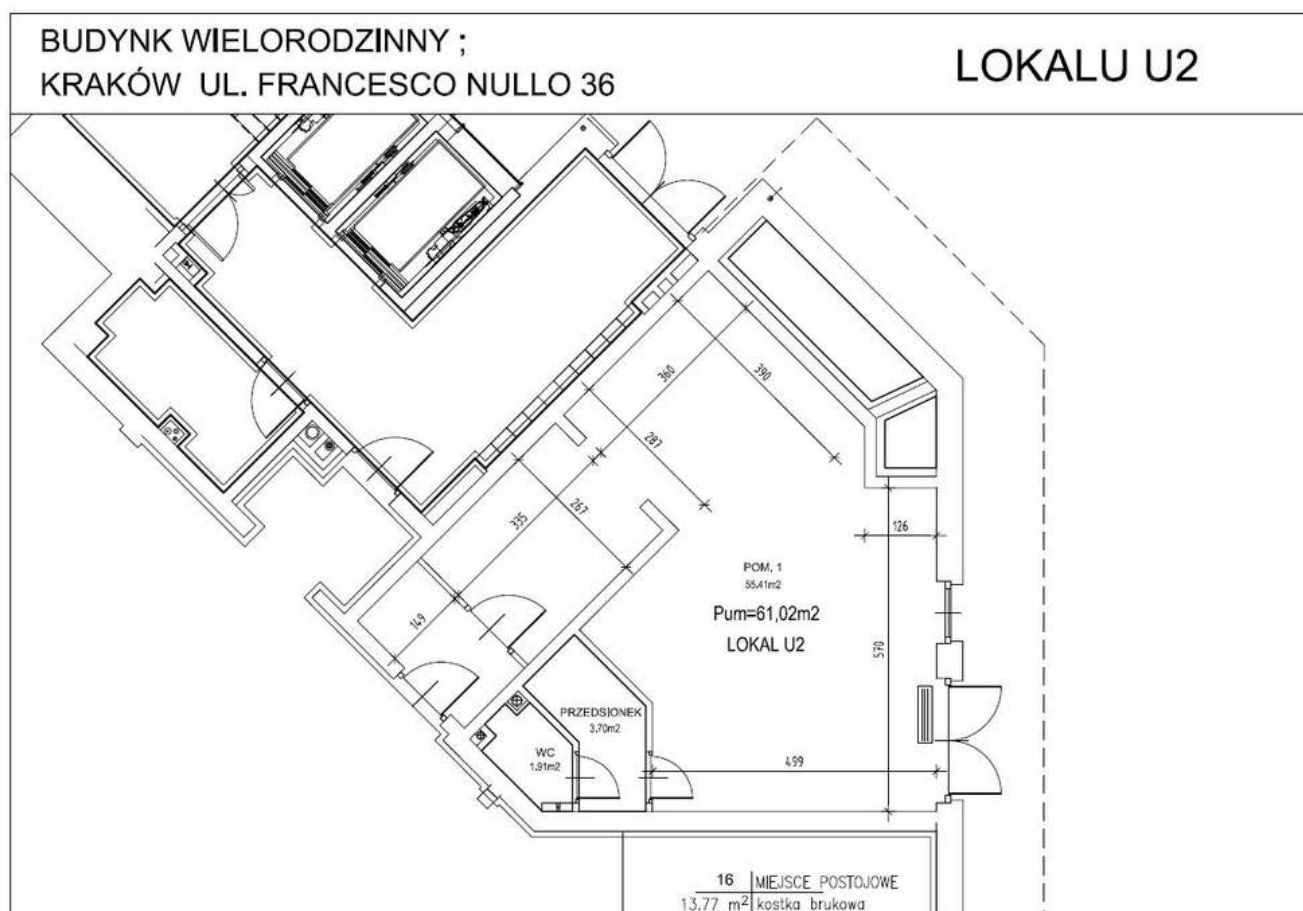 BUDYNK WIELORODZINNY ;
KRAKÓW UL. FRANCESCO NULLO 36
LOKALU U2
360
390
287
335
267
149
126
POM. 1
55.41m2
Pum=61,02m2
LOKAL U2
570
PRZEDSIONEK
3.70m2
WC
1.91m2
499
16 MIEJSCE POSTOJOWE
13.77 m2 kostka brukowa